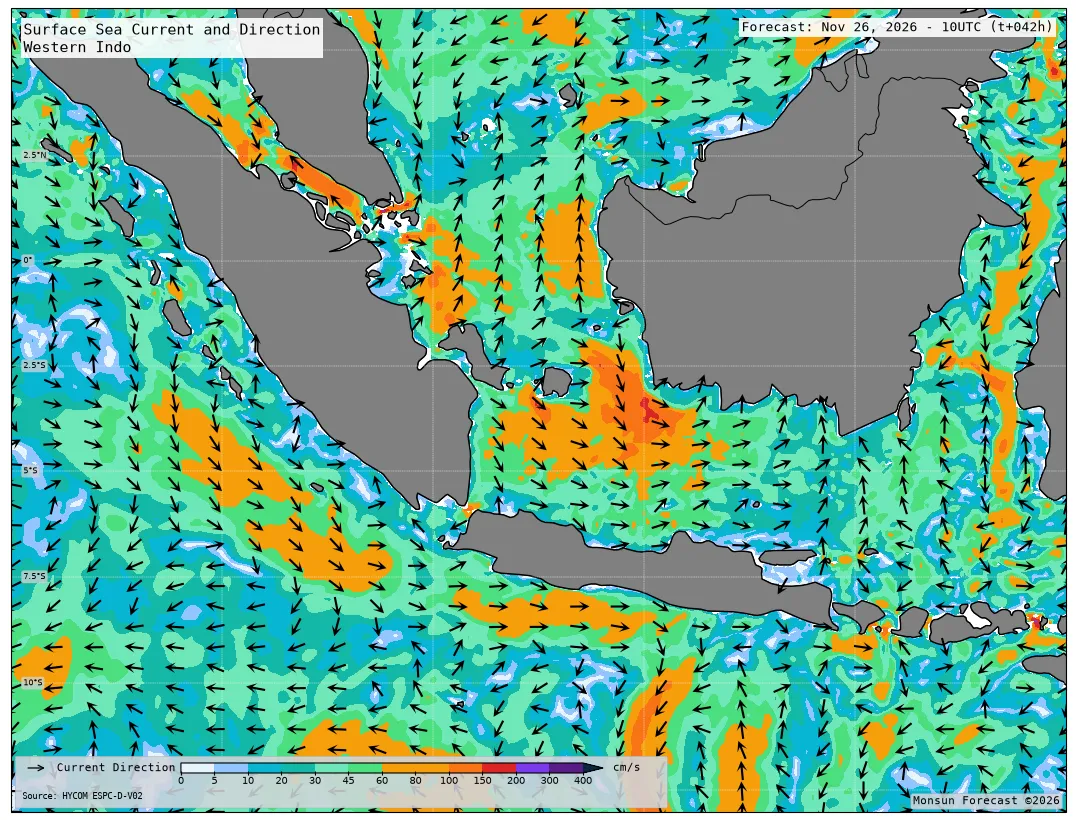 Surface Sea Current and Direction
Western Indo
Forecast: Nov 26, 2026 - 10UTC (t+042h)
2.5°N
0°
2.5°S
5°S
7.5°S
10°S
Current Direction
0 5 10 20 30 45 60 80 100 150 200 300 400 cm/s
Source: HYCOM ESPC-D-V02
Monsun Forecast ©2026